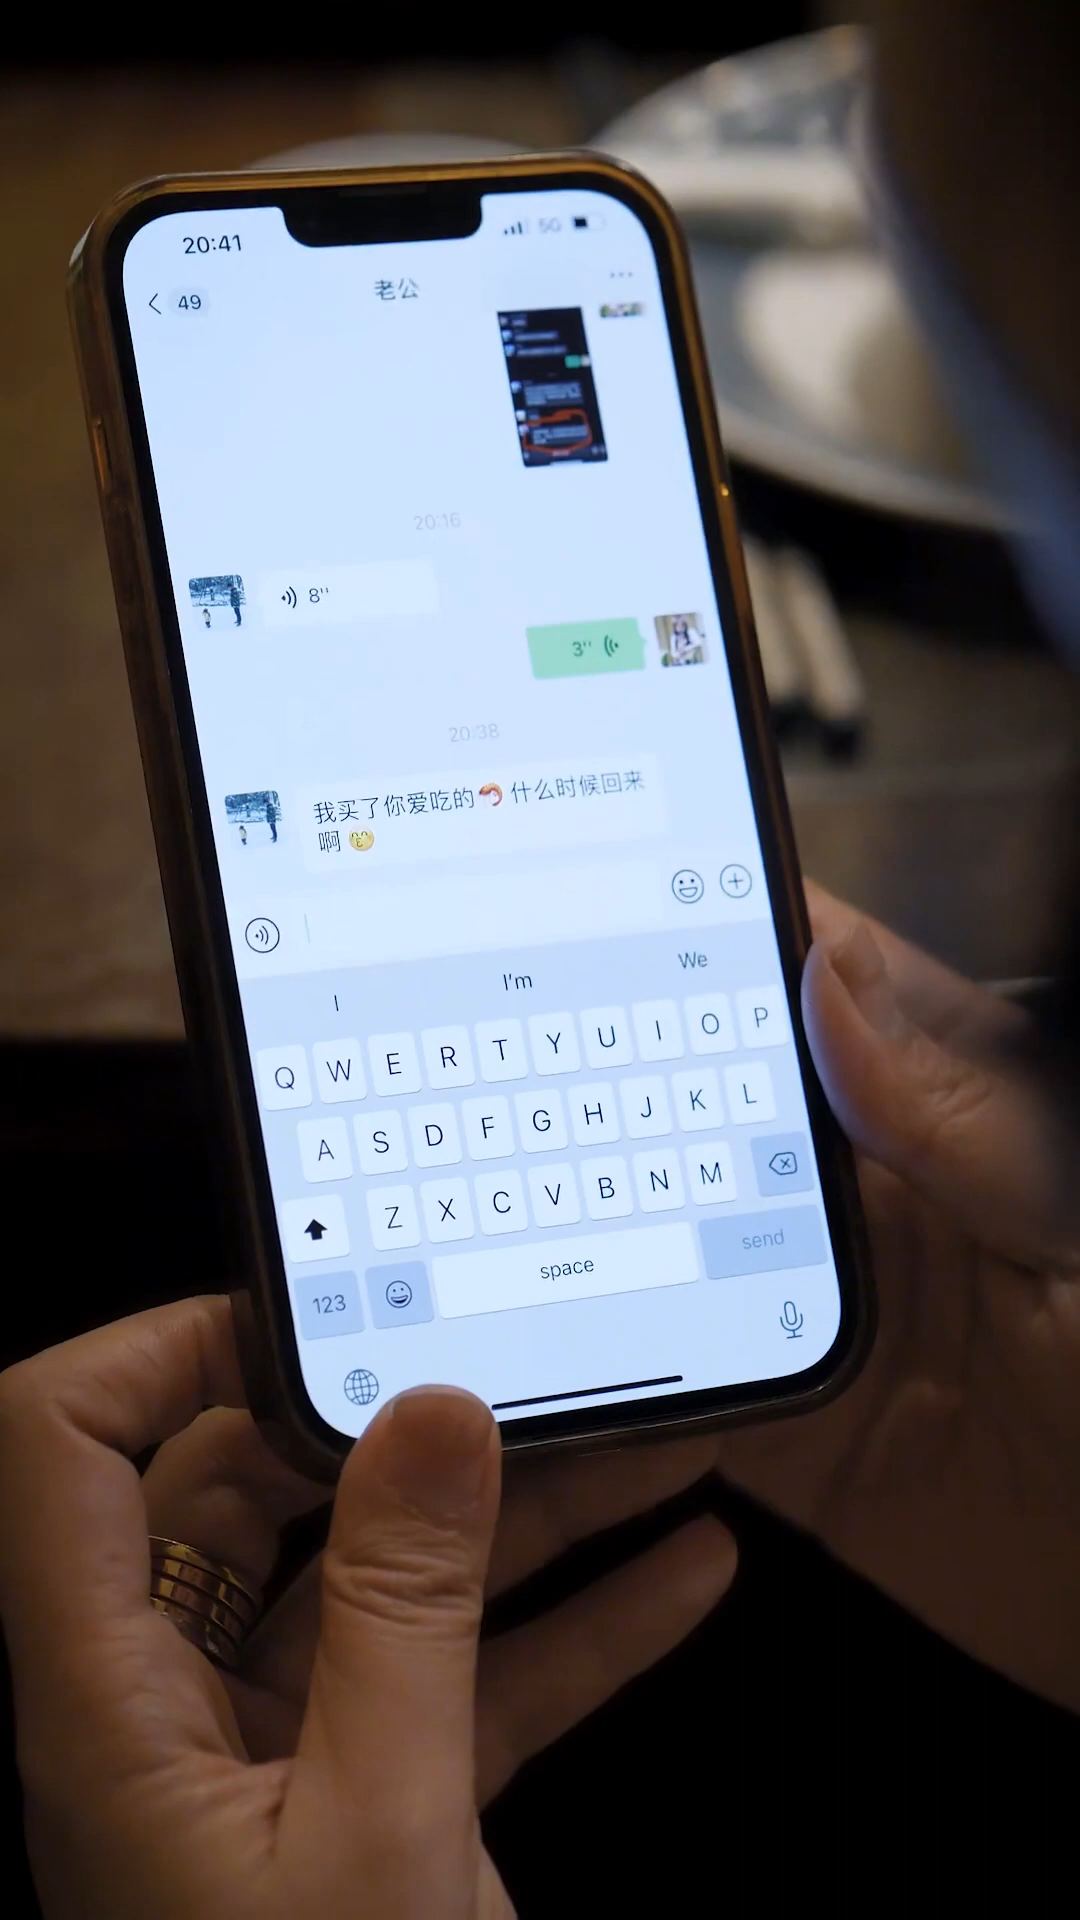 20:41
5G
49
老公
20:16
8''
3''
20:38
我买了你爱吃的🦐什么时候回来
啊😚
I
I'm
We
Q W E R T Y U I O P
A S D F G H J K L
Z X C V B N M
123
space
send